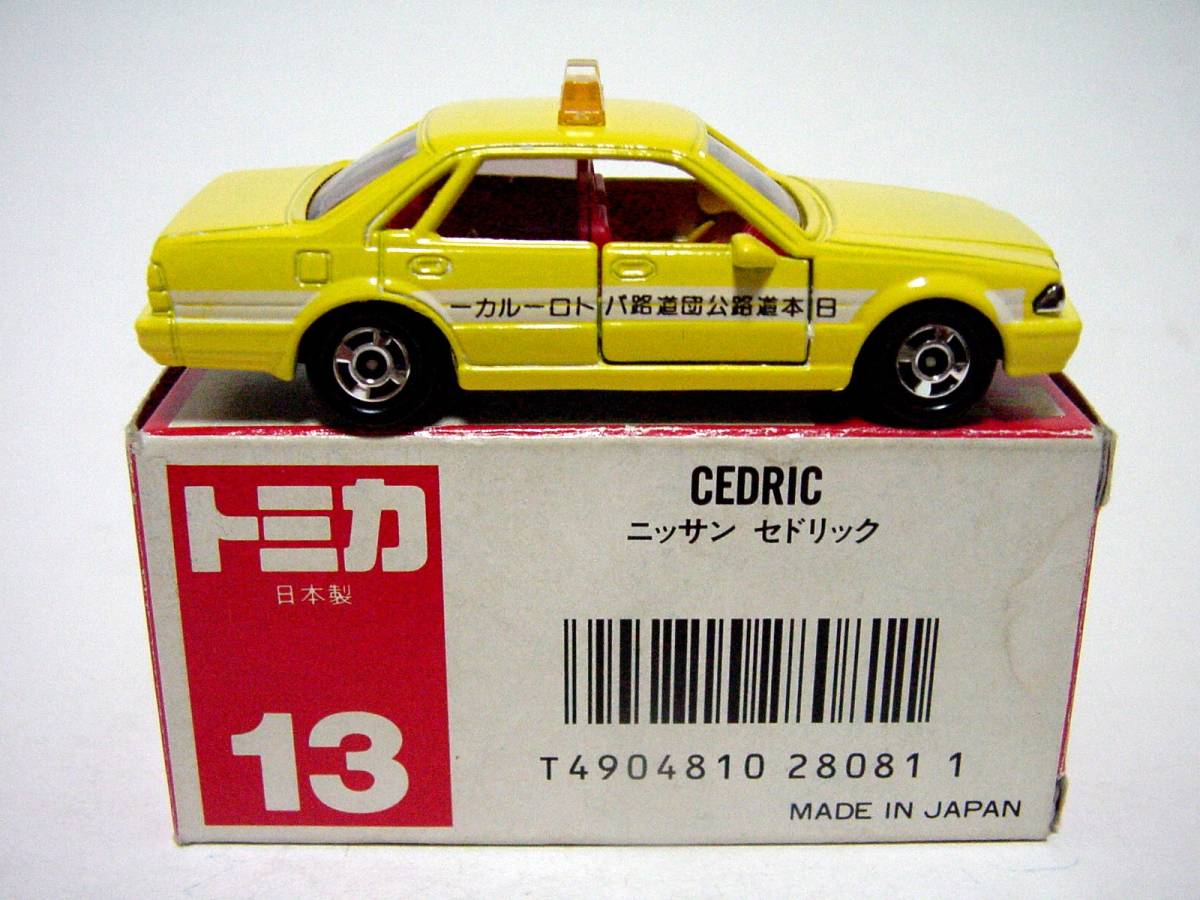 日本道路公団道路パトロールカー
トミカ
日本製
13
CEDRIC
ニッサン セドリック
T4904810 28081 1
MADE IN JAPAN